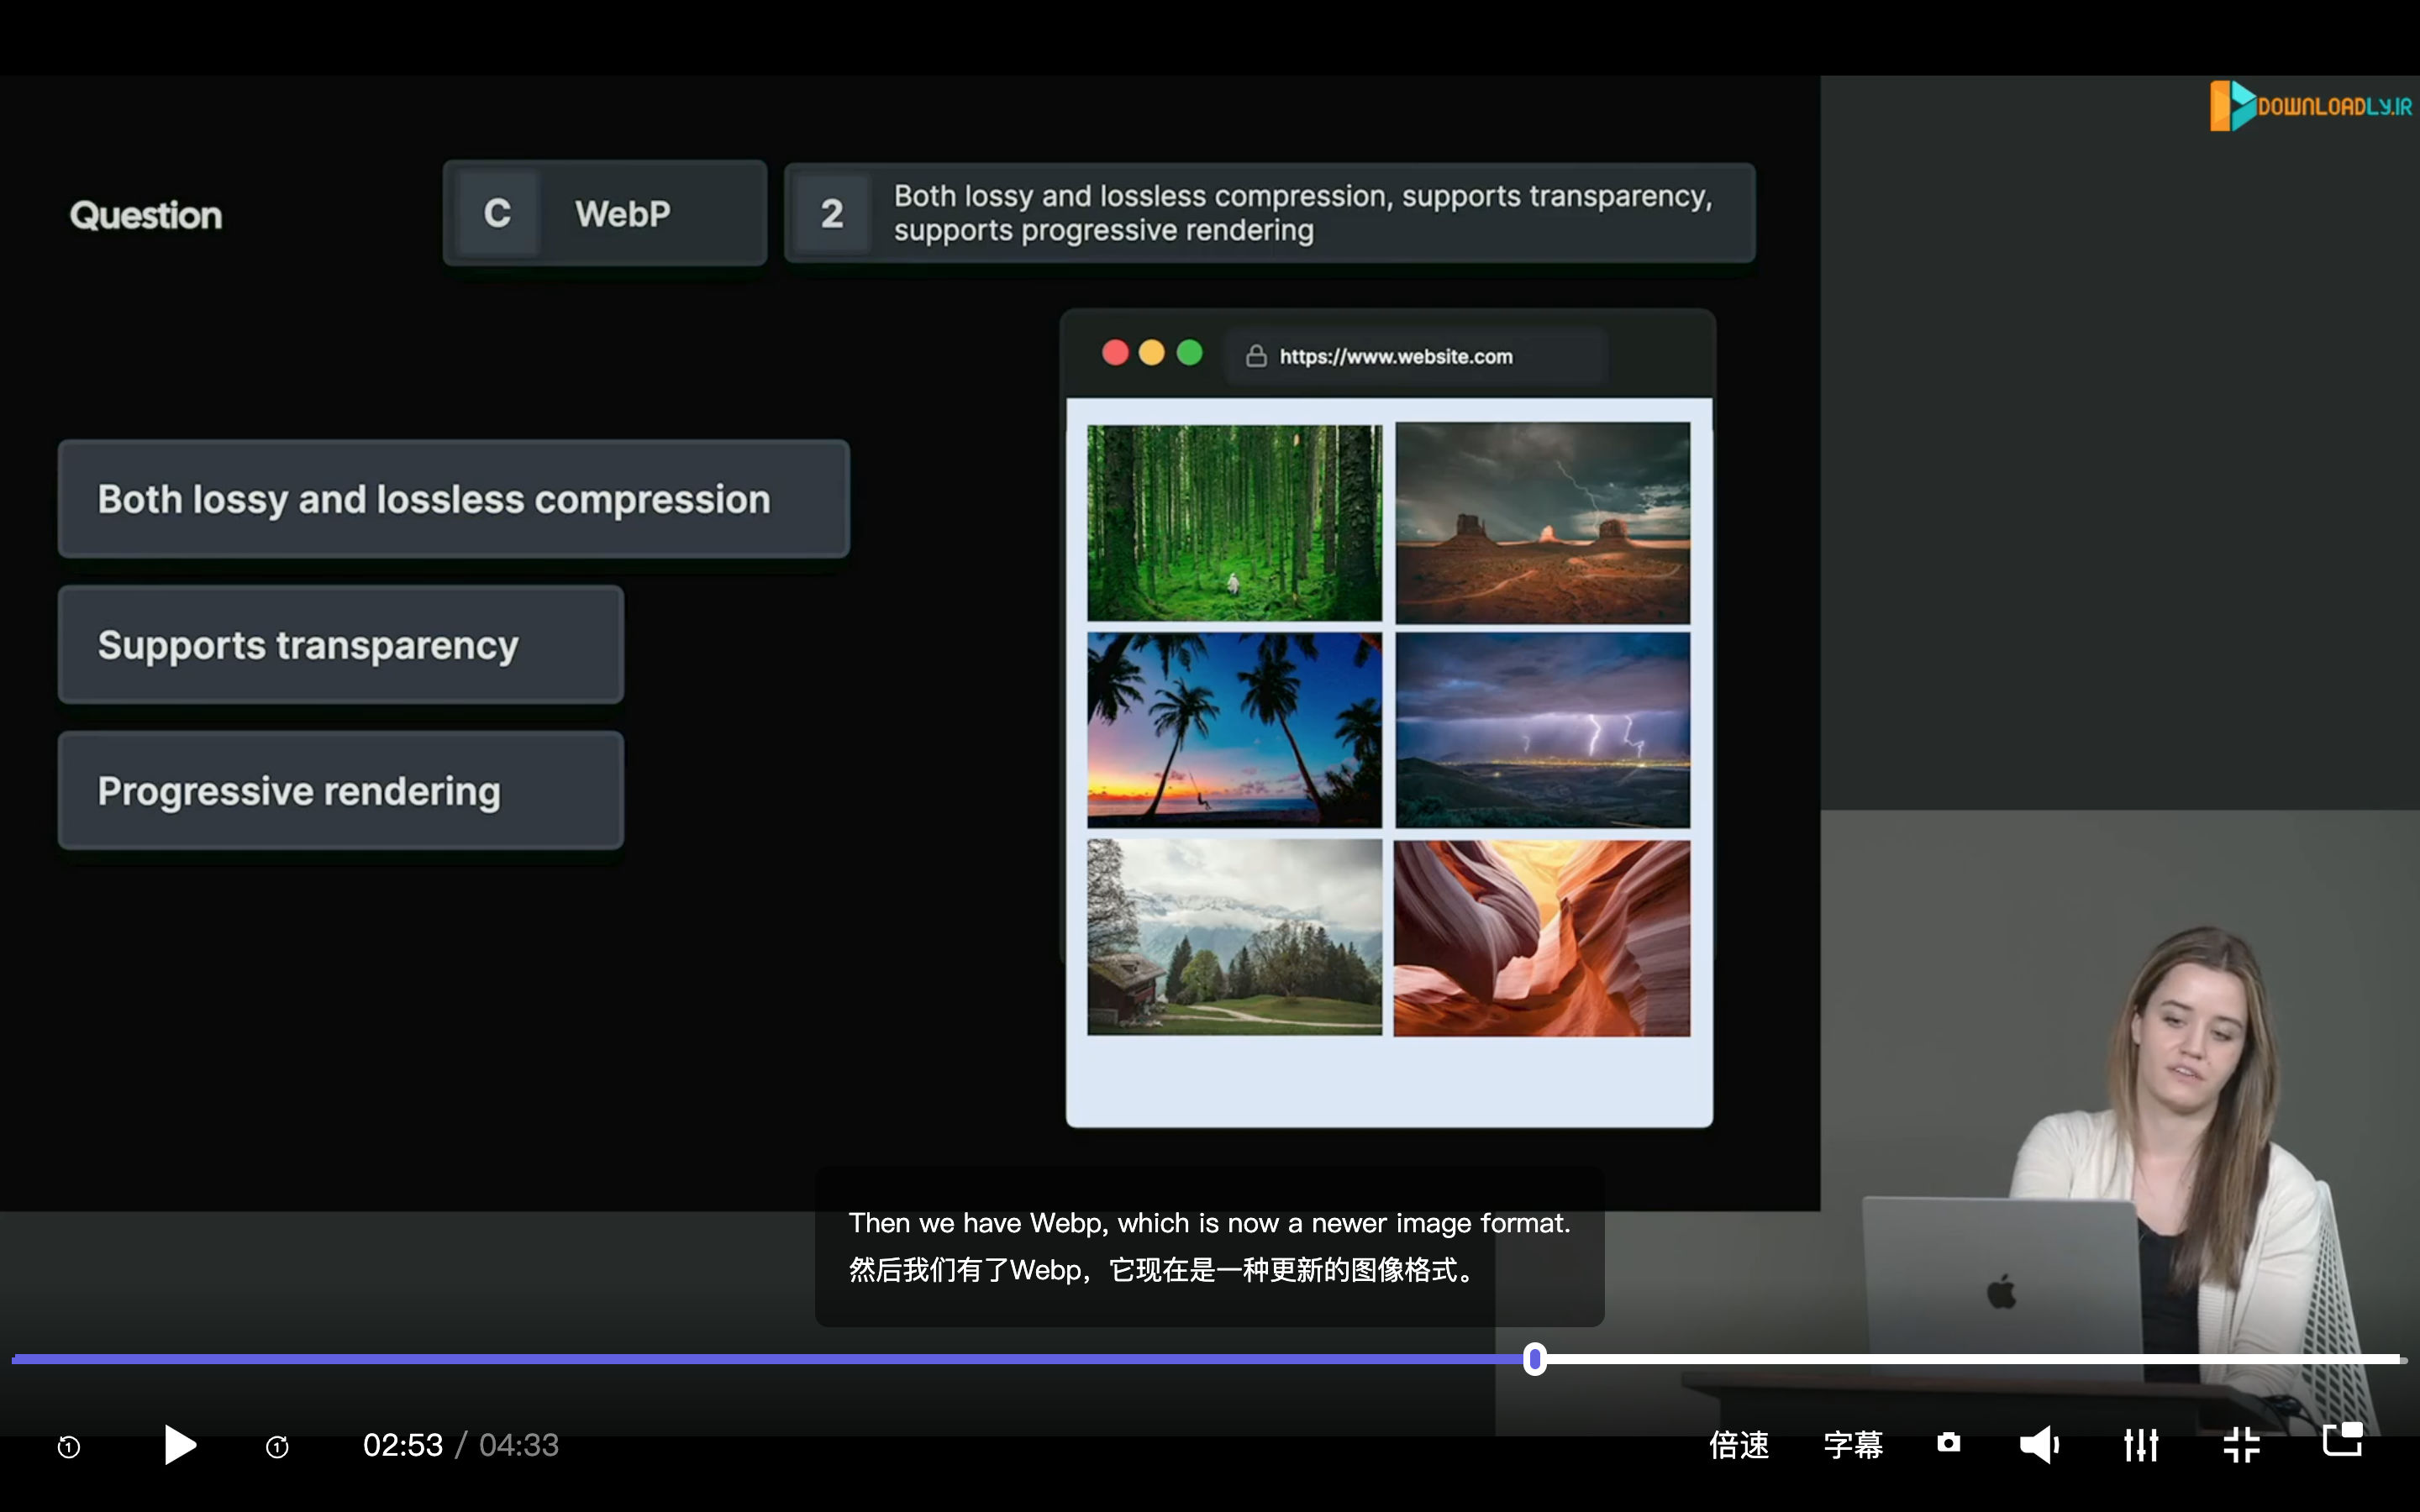 DOWNLOADLY.IR
Question
C
WebP
2
Both lossy and lossless compression, supports transparency,
supports progressive rendering
https://www.website.com
Both lossy and lossless compression
Supports transparency
Progressive rendering
Then we have Webp, which is now a newer image format.
然后我们有了Webp，它现在是一种更新的图像格式。
1
1
02:53 / 04:33
倍速
字幕